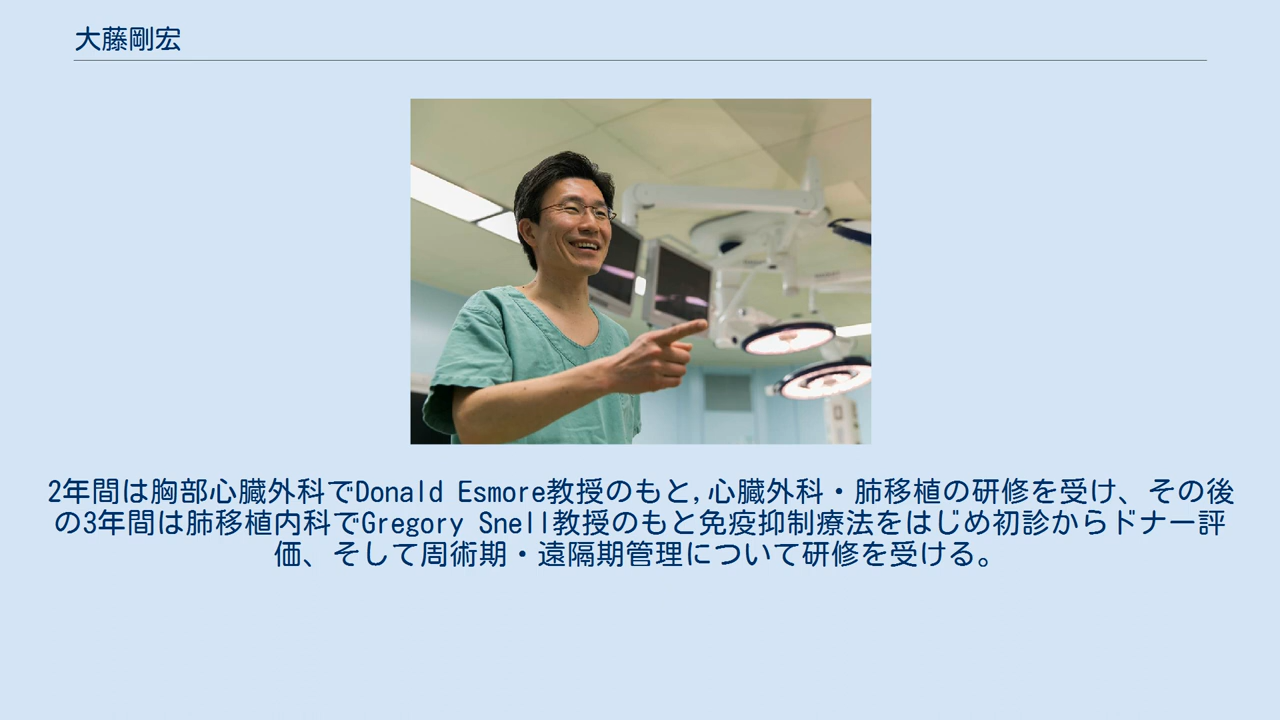 大藤剛宏
2年間は胸部心臓外科でDonald Esmore教授のもと,心臓外科・肺移植の研修を受け、その後
の3年間は肺移植内科でGregory Snell教授のもと免疫抑制療法をはじめ初診からドナー評
価、そして周術期・遠隔期管理について研修を受ける。